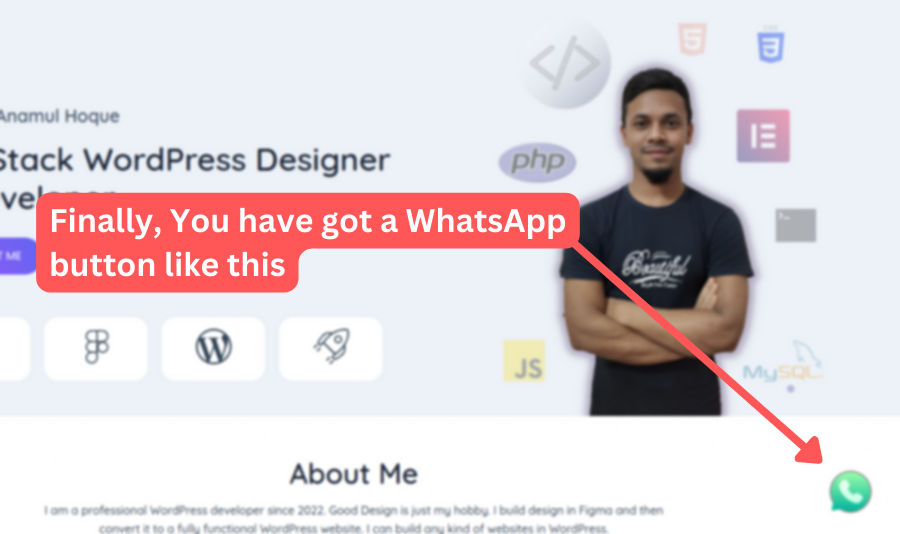 Anamul Hoque
Stack WordPress Designer
Finally, You have got a WhatsApp
button like this
T ME
php
Beautiful
JS
MySQL
About Me
I am a professional WordPress developer since 2022. Good Design is just my hobby. I build design in Figma and then
convert it to a fully functional WordPress website. I can build any kind of websites in WordPress.